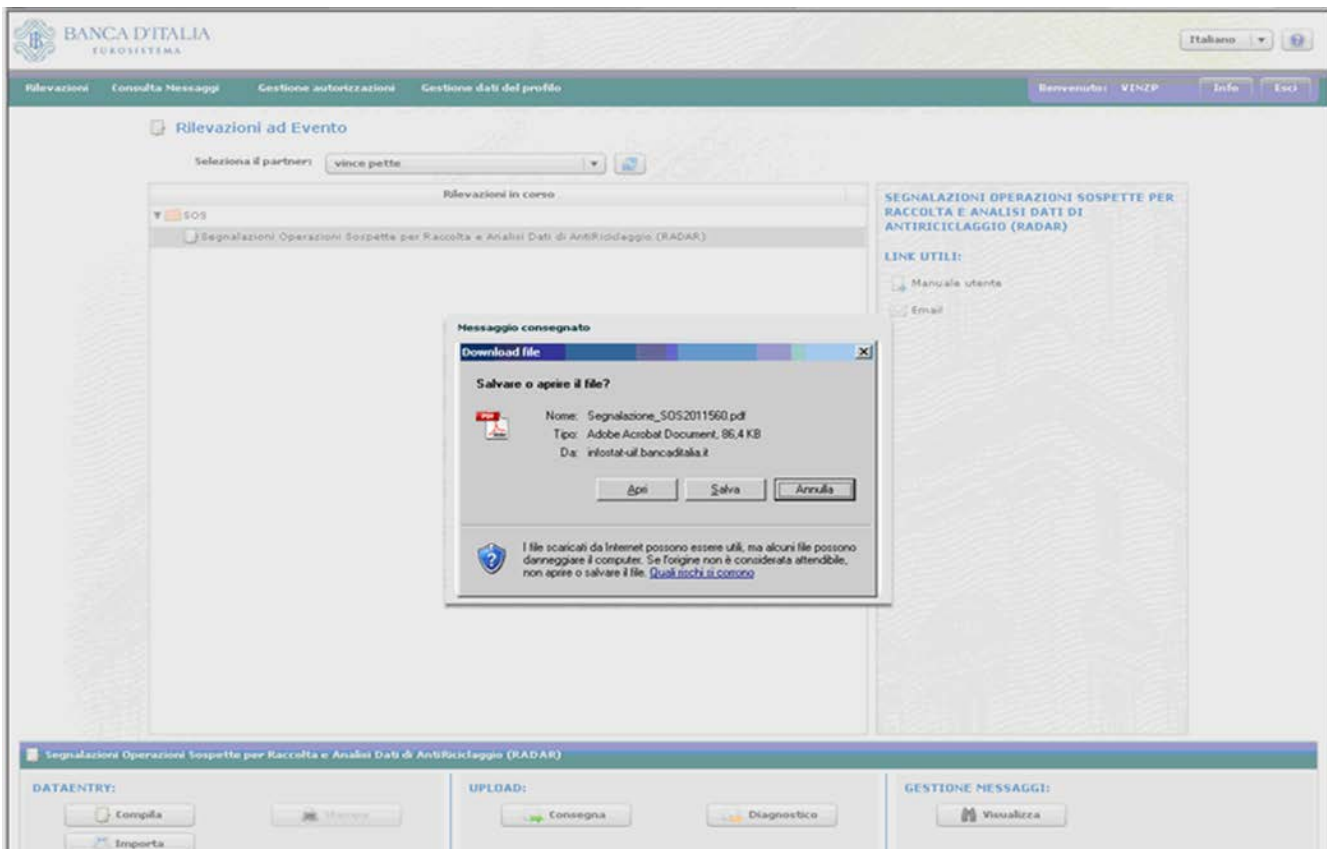 BANCA D'ITALIA
EUROSISTEMA
Italiano
Rilevazioni Consulta Messaggi Gestione autorizzazioni Gestione dati del profilo Benvenuto: VINZP Info Esci
Rilevazioni ad Evento
Seleziona il partner: vince pette
Rilevazioni in corso
SOS
Segnalazioni Operazioni Sospette per Raccolta e Analisi Dati di AntiRiciclaggio (RADAR)
SEGNALAZIONI OPERAZIONI SOSPETTE PER
RACCOLTA E ANALISI DATI DI
ANTIRICICLAGGIO (RADAR)
LINK UTILI:
Manuale utente
Email
Messaggio consegnato
Download file
Salvare o aprire il file?
Nome: Segnalazione_SOS2011560.pdf
Tipo: Adobe Acrobat Document, 86,4 KB
Da: infostat-uif.bancaditalia.it
Apri Salva Annulla
I file scaricati da Internet possono essere utili, ma alcuni file possono
danneggiare il computer. Se l'origine non è considerata attendibile,
non aprire o salvare il file. Quali rischi si corrono
Segnalazioni Operazioni Sospette per Raccolta e Analisi Dati di AntiRiciclaggio (RADAR)
DATAENTRY: UPLOAD: GESTIONE MESSAGGI:
Compila Stampa Consegna Diagnostico Visualizza
Importa